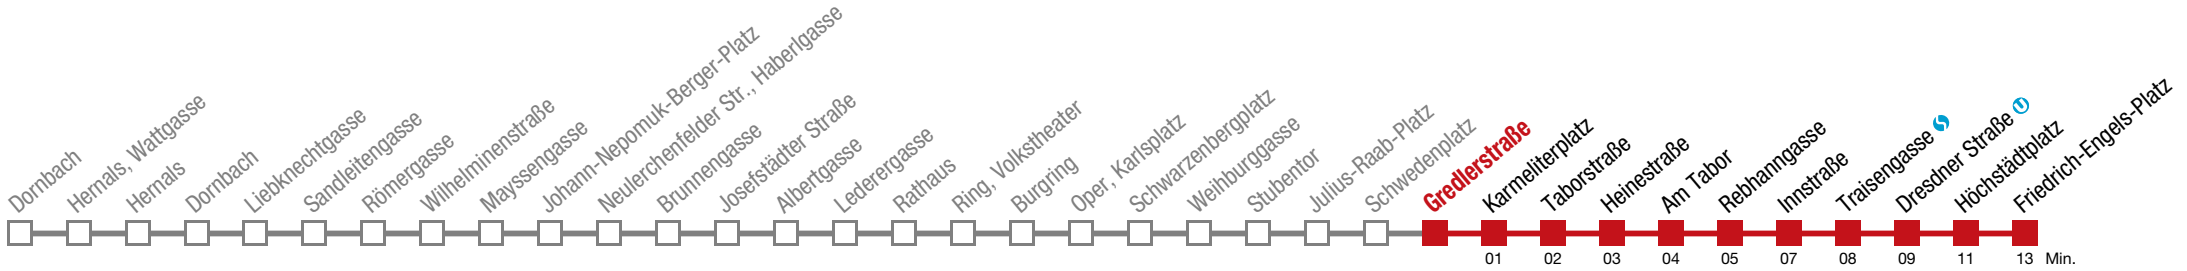 Dornbach
Hernals, Wattgasse
Hernals
Dornbach
Liebknechtgasse
Sandleitengasse
Römergasse
Wilhelminenstraße
Mayssengasse
Johann-Nepomuk-Berger-Platz
Neulerchenfelder Str., Haberlgasse
Brunnengasse
Josefstädter Straße
Albertgasse
Lederergasse
Rathaus
Ring, Volkstheater
Burgring
Oper, Karlsplatz
Schwarzenbergplatz
Weihburggasse
Stubentor
Julius-Raab-Platz
Schwedenplatz
Gredlerstraße
Karmeliterplatz
Taborstraße
Heinestraße
Am Tabor
Rebhanngasse
Innstraße
Traisengasse S
Dresdner Straße U
Höchstädtplatz
Friedrich-Engels-Platz
01 02 03 04 05 07 08 09 11 13 Min.